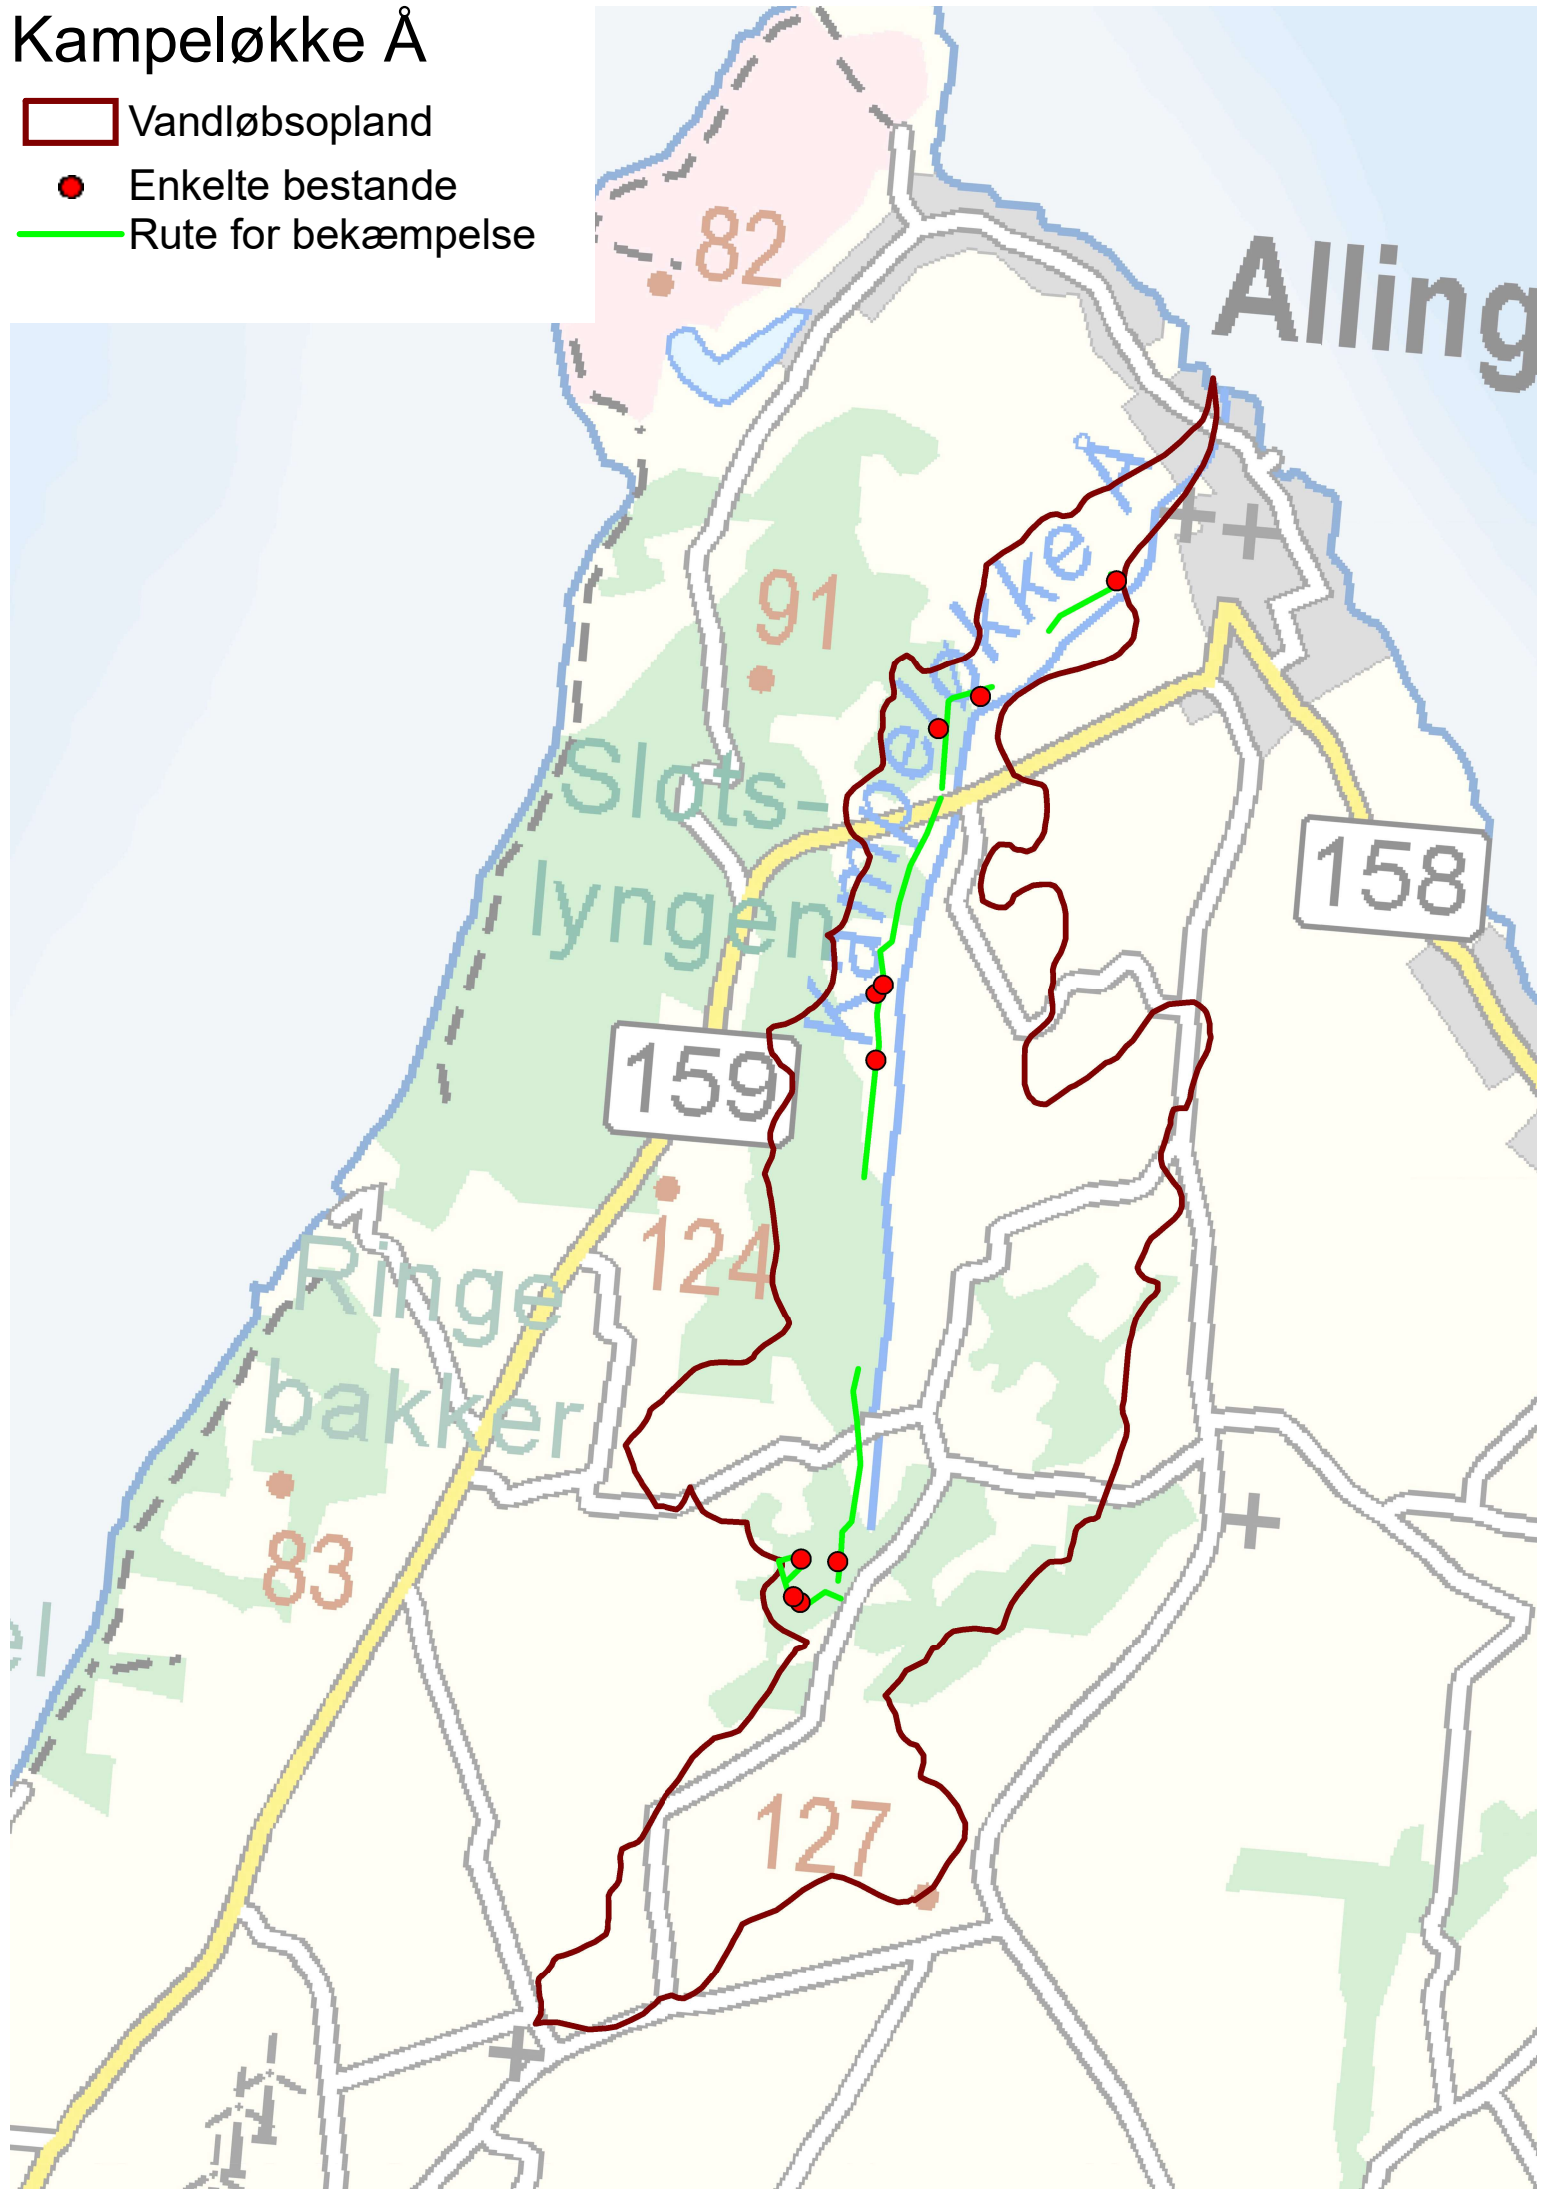 Kampeløkke Å
Vandløbsopland
Enkelte bestande
Rute for bekæmpelse
82
Alling
Kampeløkke Å
91
Slots-
lyngen
158
159
124
Ringe
bakker
83
el
127